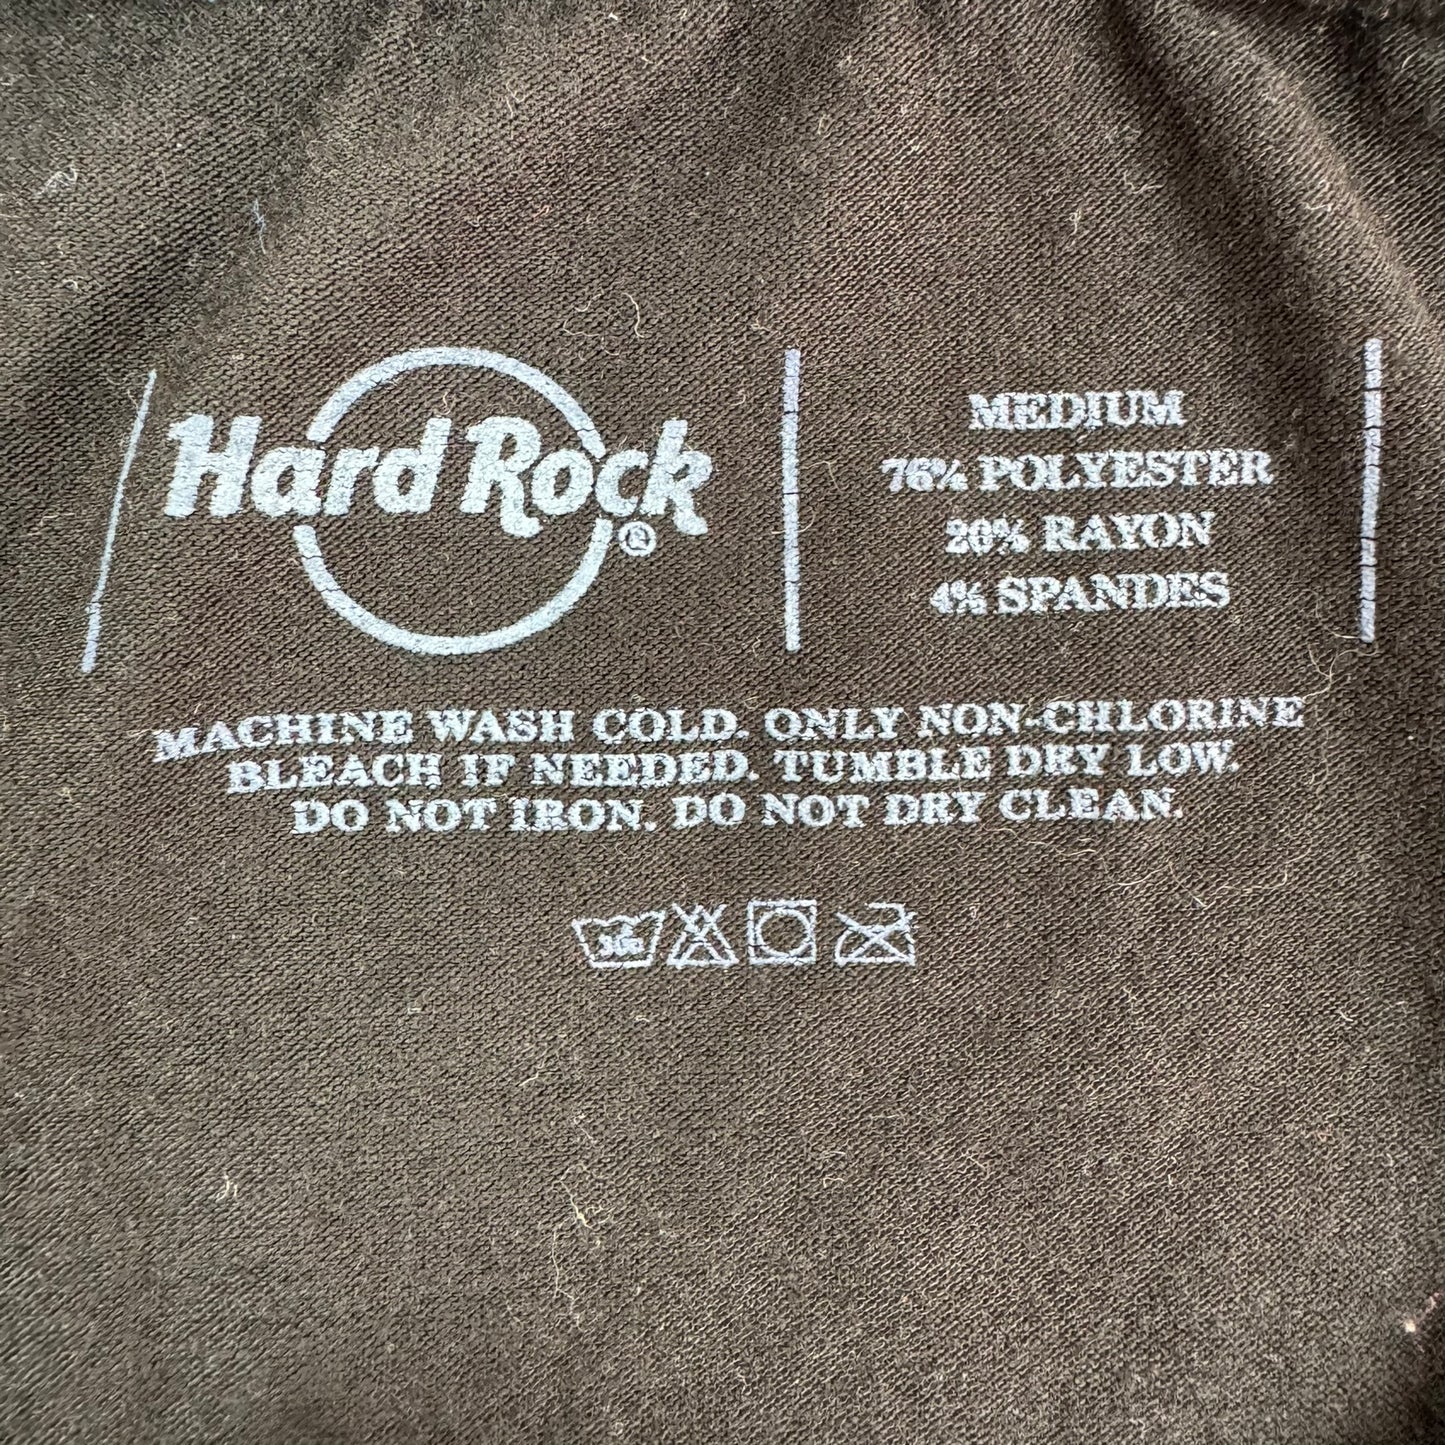 Hard Rock
®
MEDIUM
76% POLYESTER
20% RAYON
4% SPANDES
MACHINE WASH COLD. ONLY NON-CHLORINE
BLEACH IF NEEDED. TUMBLE DRY LOW.
DO NOT IRON. DO NOT DRY CLEAN.